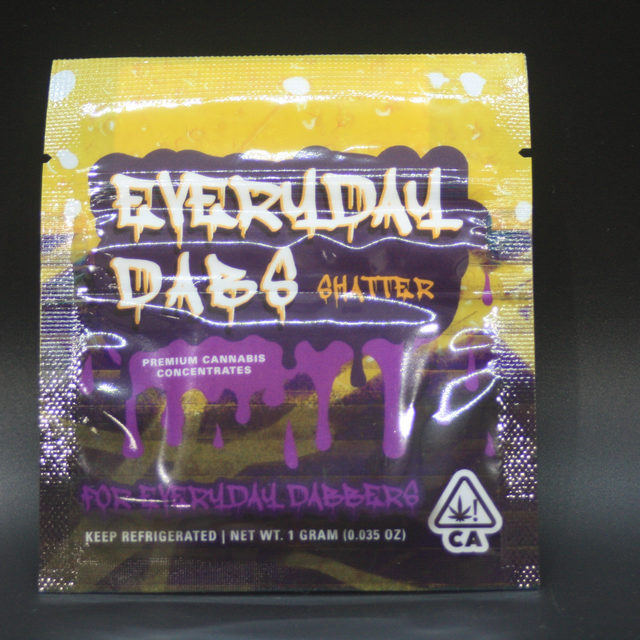 EVERYDAY
DABS SHATTER
PREMIUM CANNABIS
CONCENTRATES
FOR EVERYDAY DABBERS
KEEP REFRIGERATED | NET WT. 1 GRAM (0.035 OZ)
!
CA